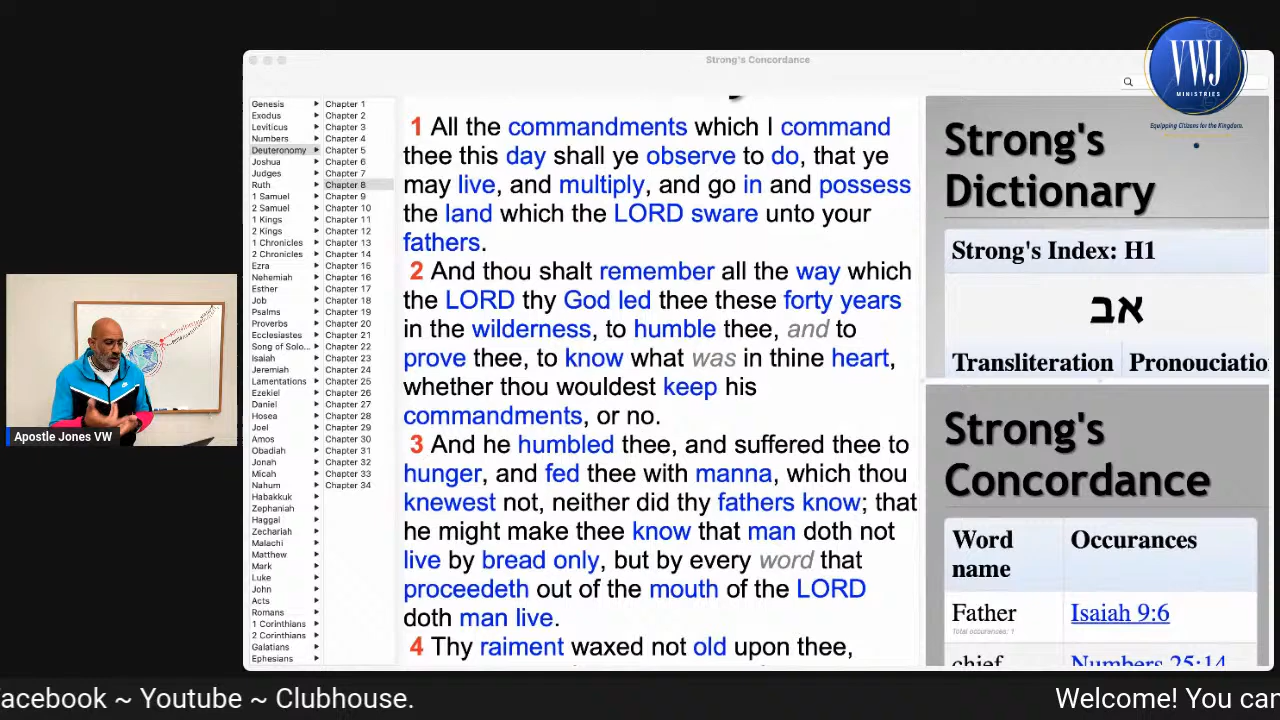 Strong's Concordance
VWJ
MINISTRIES
Equipping Citizens for the Kingdom.
Genesis
Exodus
Leviticus
Numbers
Deuteronomy
Joshua
Judges
Ruth
1 Samuel
2 Samuel
1 Kings
2 Kings
1 Chronicles
2 Chronicles
Ezra
Nehemiah
Esther
Job
Psalms
Proverbs
Ecclesiastes
Song of Solo...
Isaiah
Jeremiah
Lamentations
Ezekiel
Daniel
Hosea
Joel
Amos
Obadiah
Jonah
Micah
Nahum
Habakkuk
Zephaniah
Haggai
Zechariah
Malachi
Matthew
Mark
Luke
John
Acts
Romans
1 Corinthians
2 Corinthians
Galatians
Ephesians
Chapter 1
Chapter 2
Chapter 3
Chapter 4
Chapter 5
Chapter 6
Chapter 7
Chapter 8
Chapter 9
Chapter 10
Chapter 11
Chapter 12
Chapter 13
Chapter 14
Chapter 15
Chapter 16
Chapter 17
Chapter 18
Chapter 19
Chapter 20
Chapter 21
Chapter 22
Chapter 23
Chapter 24
Chapter 25
Chapter 26
Chapter 27
Chapter 28
Chapter 29
Chapter 30
Chapter 31
Chapter 32
Chapter 33
Chapter 34
1 All the commandments which I command
thee this day shall ye observe to do, that ye
may live, and multiply, and go in and possess
the land which the LORD sware unto your
fathers.
2 And thou shalt remember all the way which
the LORD thy God led thee these forty years
in the wilderness, to humble thee, and to
prove thee, to know what was in thine heart,
whether thou wouldest keep his
commandments, or no.
3 And he humbled thee, and suffered thee to
hunger, and fed thee with manna, which thou
knewest not, neither did thy fathers know; that
he might make thee know that man doth not
live by bread only, but by every word that
proceedeth out of the mouth of the LORD
doth man live.
4 Thy raiment waxed not old upon thee,
Strong's
Dictionary
Strong's Index: H1
אב
Transliteration Pronouciatio
Strong's
Concordance
Word name Occurances
Father Isaiah 9:6
Total occurences: 1
chief Numbers 25:14
Apostle Jones VW
acebook ~ Youtube ~ Clubhouse. Welcome! You can